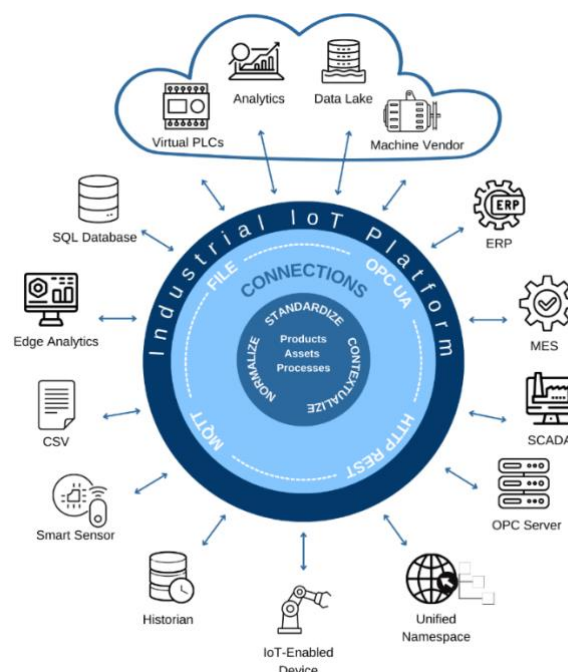 Analytics
Data Lake
Virtual PLCs
Machine Vendor
SQL Database
ERP
ERP
Edge Analytics
MES
CSV
SCADA
Smart Sensor
OPC Server
Historian
IoT-Enabled
Device
Unified
Namespace
Industrial IoT Platform
FILE
OPC UA
MQTT
HTTP REST
CONNECTIONS
STANDARDIZE
NORMALIZE
CONTEXTUALIZE
Products
Assets
Processes